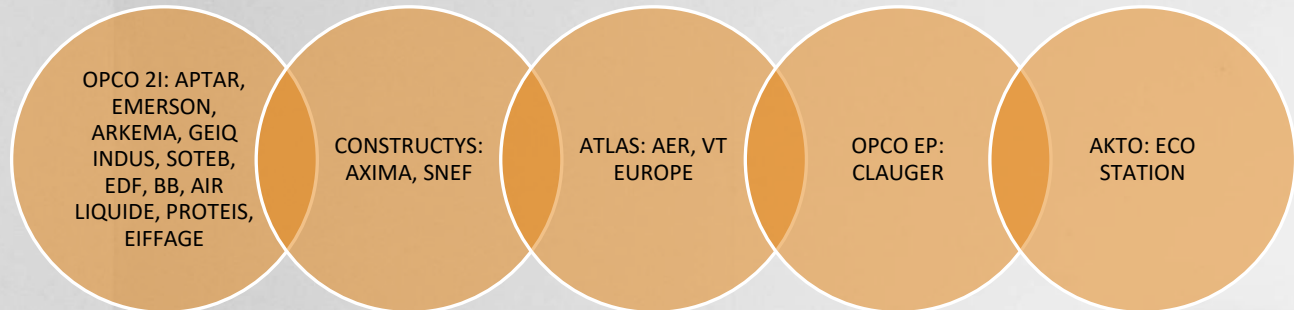 OPCO 2I: APTAR,
EMERSON,
ARKEMA, GEIQ
INDUS, SOTEB,
EDF, BB, AIR
LIQUIDE, PROTEIS,
EIFFAGE
CONSTRUCTYS:
AXIMA, SNEF
ATLAS: AER, VT
EUROPE
OPCO EP:
CLAUGER
AKTO: ECO
STATION